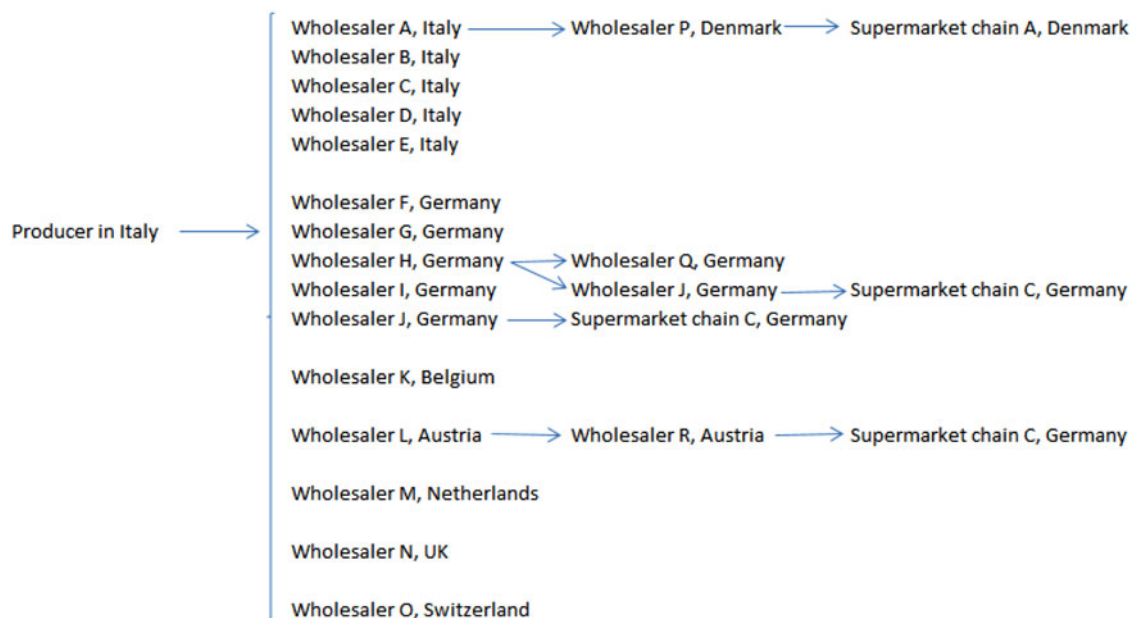 Wholesaler A, Italy Wholesaler P, Denmark Supermarket chain A, Denmark
Wholesaler B, Italy
Wholesaler C, Italy
Wholesaler D, Italy
Wholesaler E, Italy
Wholesaler F, Germany
Producer in Italy Wholesaler G, Germany
Wholesaler H, Germany Wholesaler Q, Germany
Wholesaler I, Germany Wholesaler J, Germany Supermarket chain C, Germany
Wholesaler J, Germany Supermarket chain C, Germany
Wholesaler K, Belgium
Wholesaler L, Austria Wholesaler R, Austria Supermarket chain C, Germany
Wholesaler M, Netherlands
Wholesaler N, UK
Wholesaler O, Switzerland